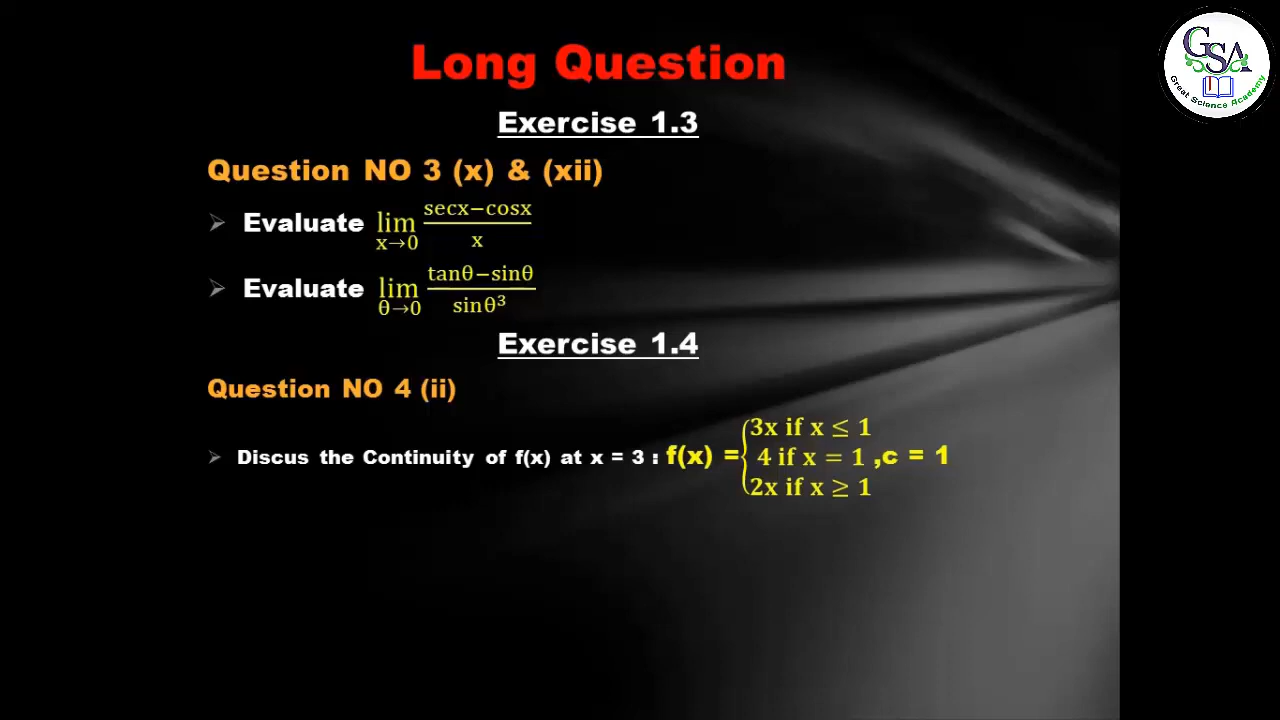 GSA
Great Science Academy
Long Question
Exercise 1.3
Question NO 3 (x) & (xii)
➢ Evaluate lim x→0 secx−cosx / x
➢ Evaluate lim θ→0 tanθ−sinθ / sinθ³
Exercise 1.4
Question NO 4 (ii)
➢ Discus the Continuity of f(x) at x = 3 : f(x) = { 3x if x ≤ 1
4 if x = 1 ,c = 1
2x if x ≥ 1